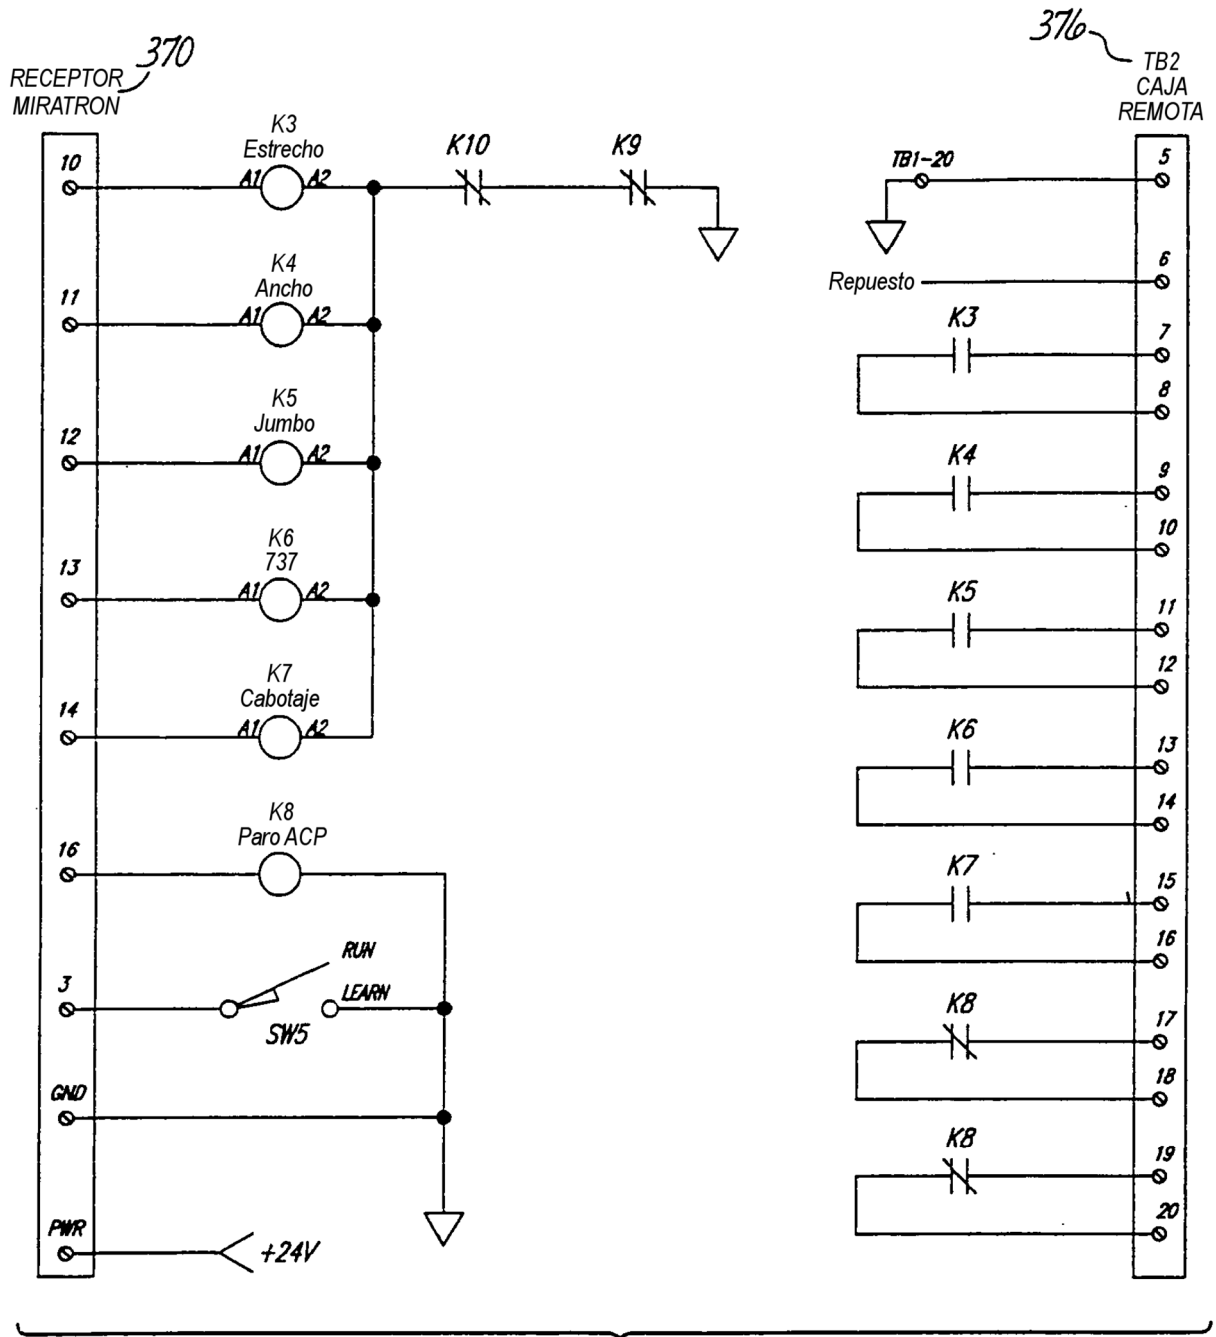 370
RECEPTOR
MIRATRON
10
K3
Estrecho
A1 A2
K10
K9
11
K4
Ancho
A1 A2
12
K5
Jumbo
A1 A2
13
K6
737
A1 A2
14
K7
Cabotaje
A1 A2
16
K8
Paro ACP
3
RUN
LEARN
SW5
GND
PWR
+24V
376
TB2
CAJA
REMOTA
TB1-20
5
6
Repuesto
K3
7
8
K4
9
10
K5
11
12
K6
13
14
K7
15
16
K8
17
18
K8
19
20